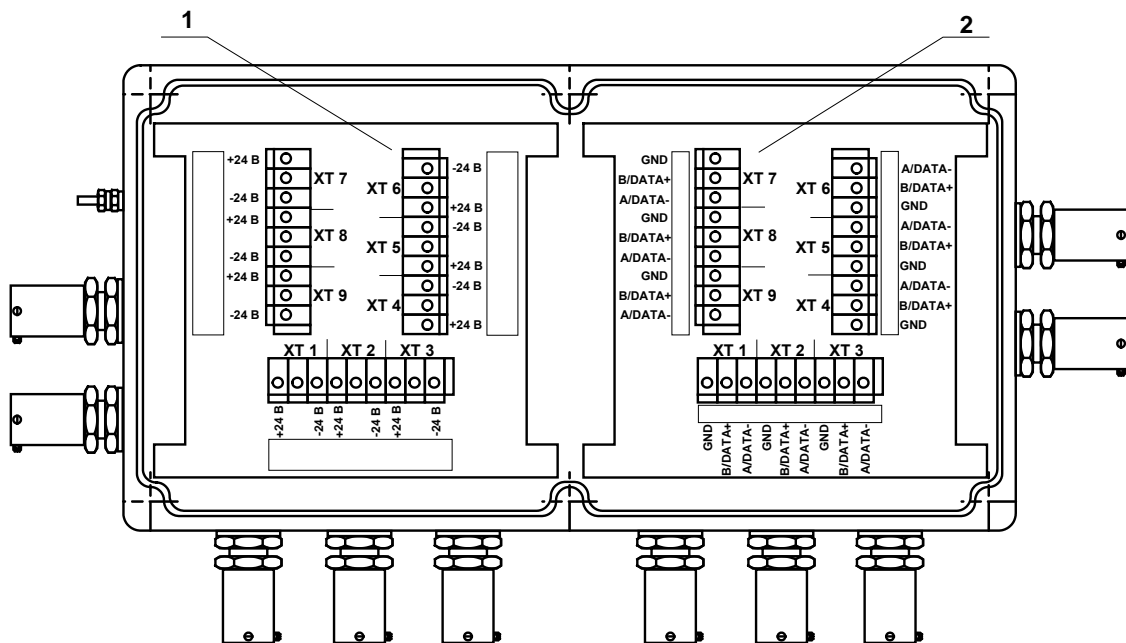 1
2
+24 В
-24 В
+24 В
-24 В
+24 В
-24 В
XT 7
XT 8
XT 9
XT 6
XT 5
XT 4
-24 В
+24 В
-24 В
+24 В
-24 В
+24 В
XT 1 XT 2 XT 3
+24 В
-24 В
+24 В
-24 В
+24 В
-24 В
GND
B/DATA+
A/DATA-
GND
B/DATA+
A/DATA-
GND
B/DATA+
A/DATA-
XT 7
XT 8
XT 9
XT 6
XT 5
XT 4
A/DATA-
B/DATA+
GND
A/DATA-
B/DATA+
GND
A/DATA-
B/DATA+
GND
XT 1 XT 2 XT 3
GND
B/DATA+
A/DATA-
GND
B/DATA+
A/DATA-
GND
B/DATA+
A/DATA-